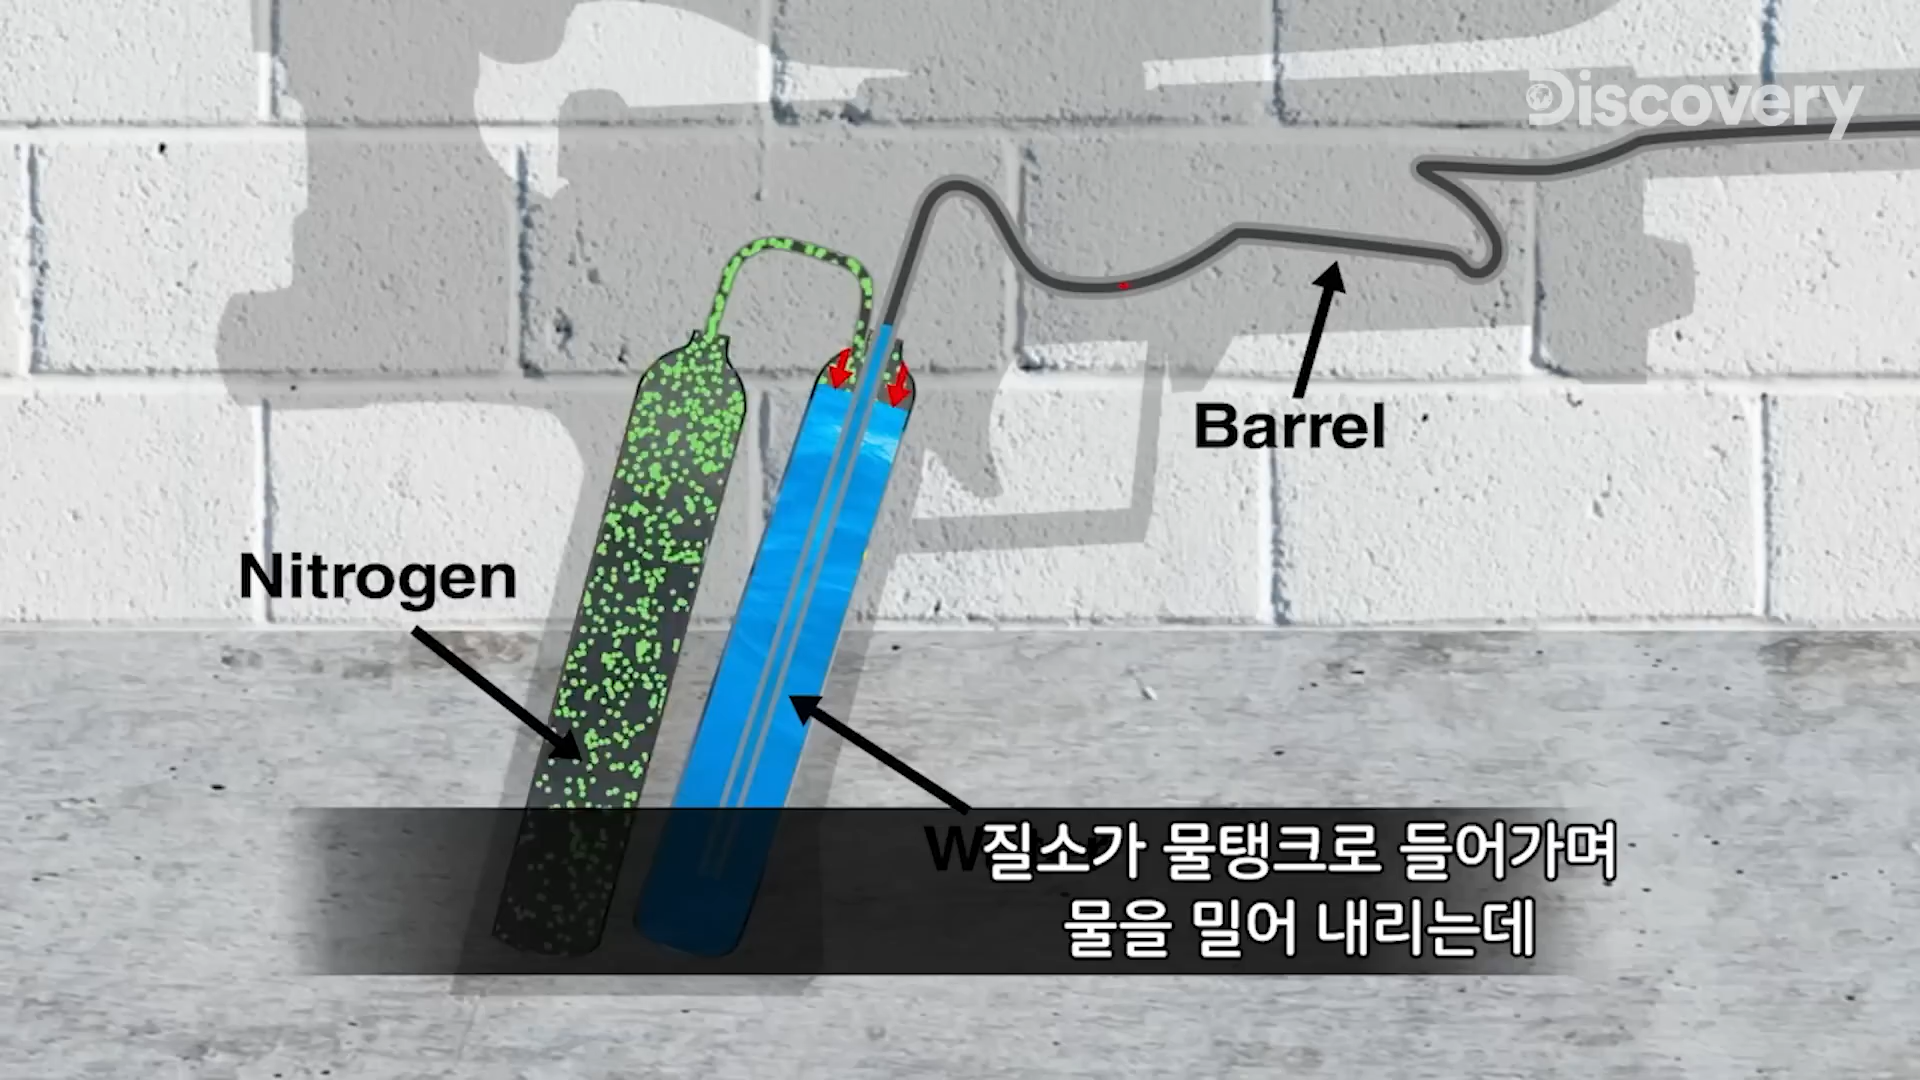 Discovery
Barrel
Nitrogen
질소가 물탱크로 들어가며
물을 밀어 내리는데